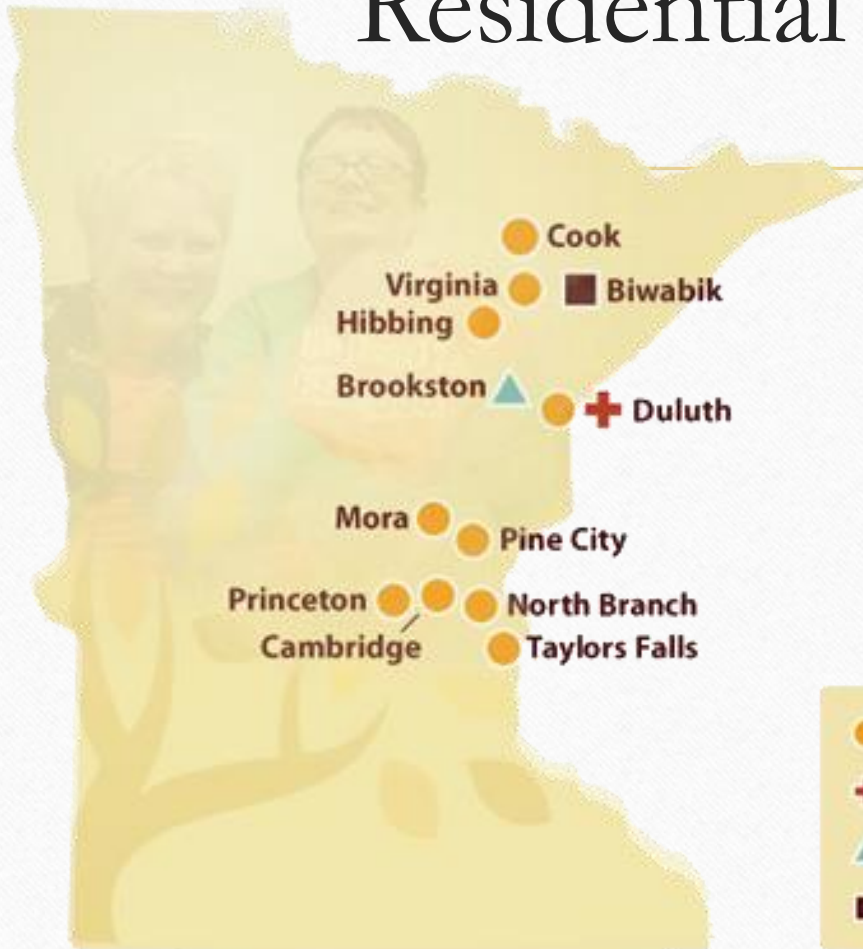 Residential
Cook
Virginia
Biwabik
Hibbing
Brookston
Duluth
Mora
Pine City
Princeton
North Branch
Cambridge
Taylors Falls